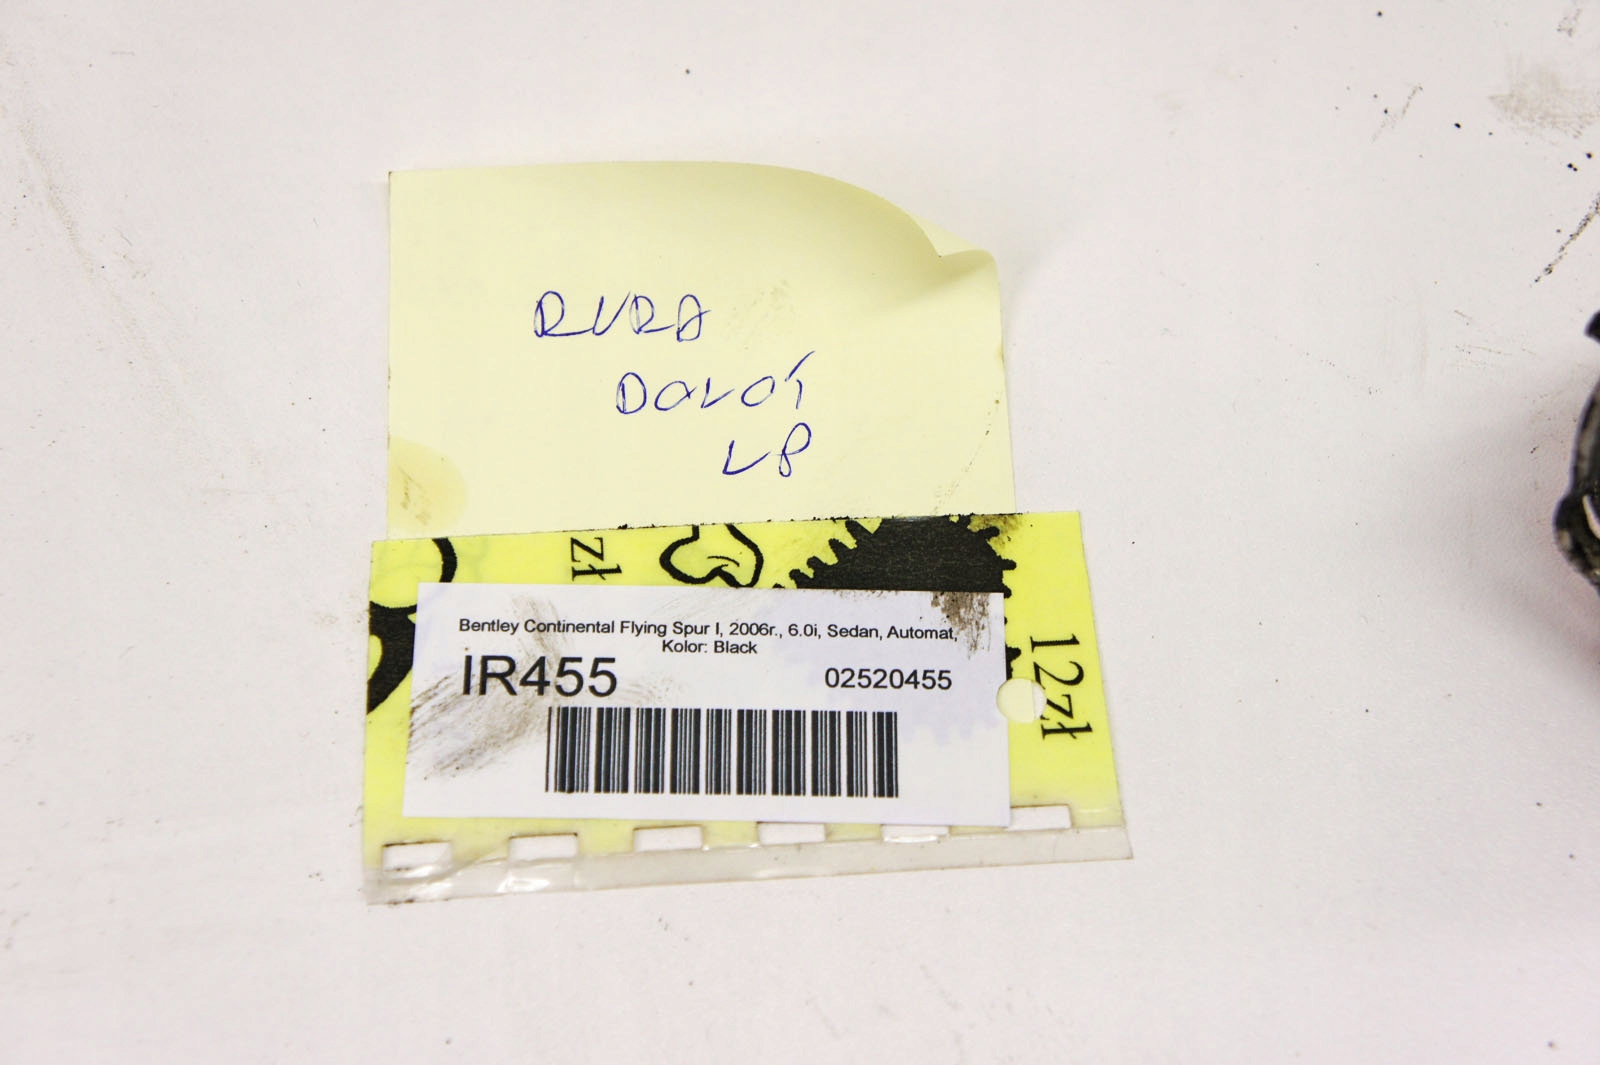 RURA
DOLOT
LP
zł
Bentley Continental Flying Spur I, 2006r., 6.0i, Sedan, Automat,
Kolor: Black
IR455
02520455
12zł